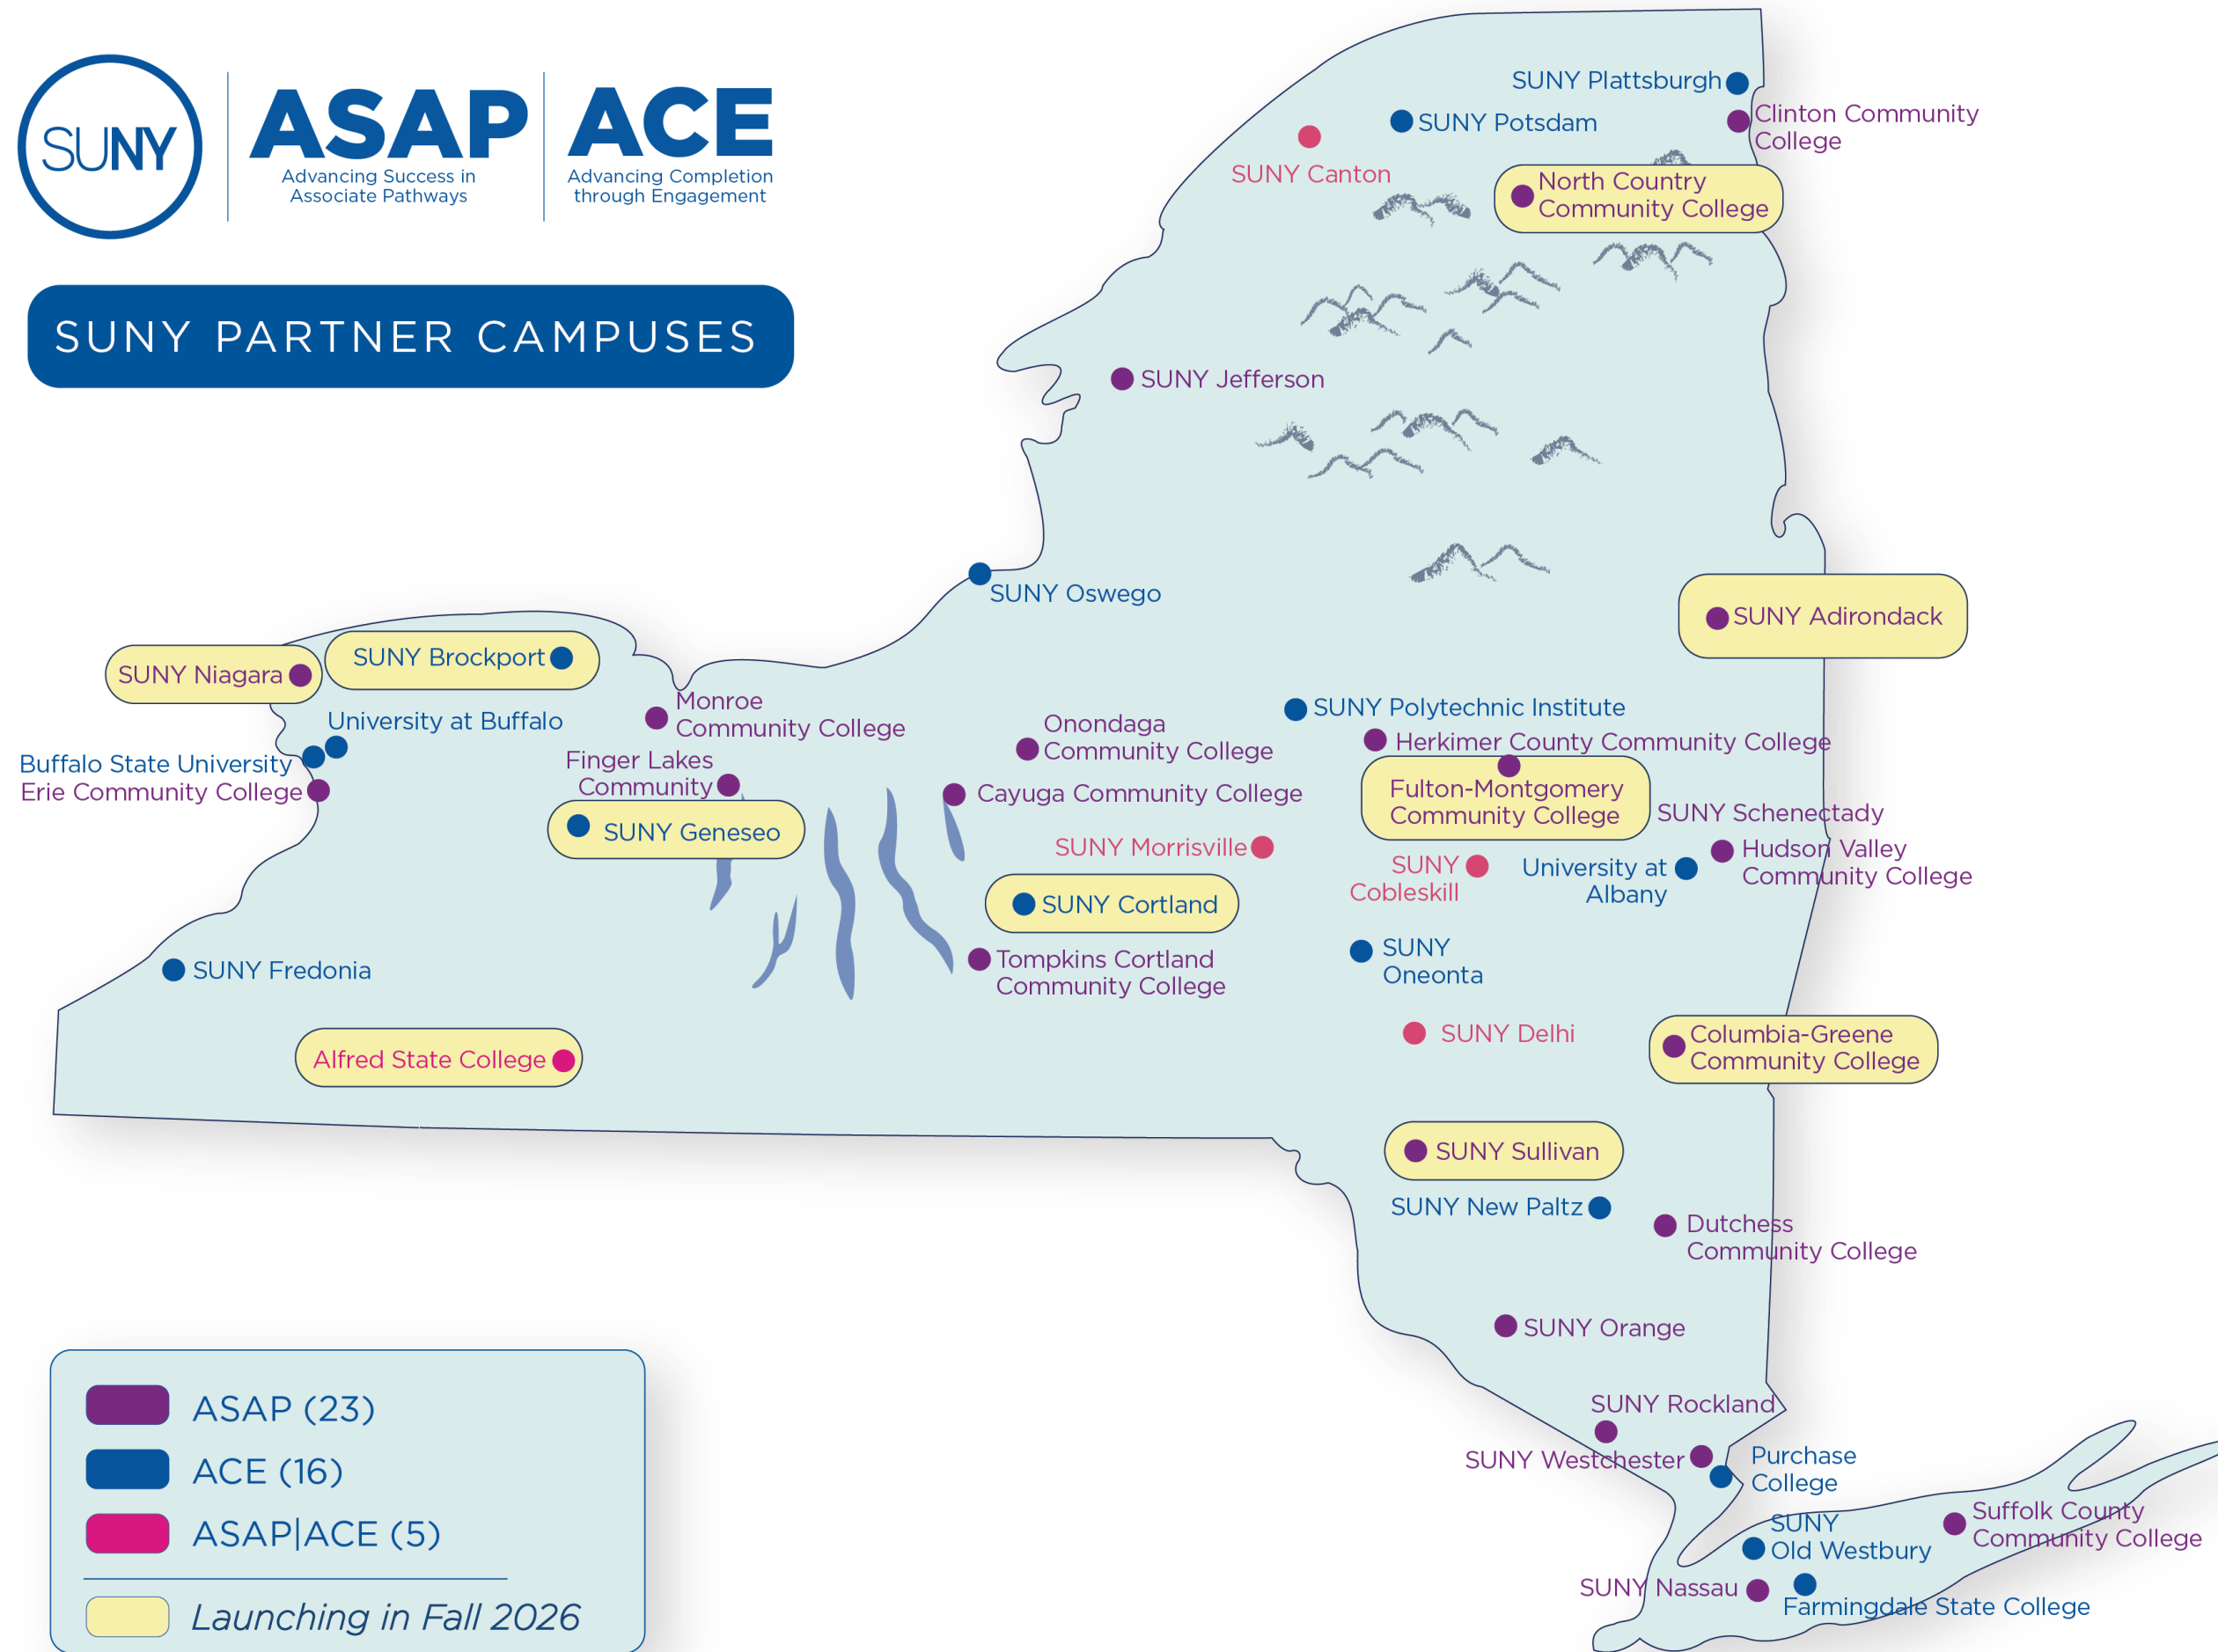 SUNY
ASAP
Advancing Success in
Associate Pathways
ACE
Advancing Completion
through Engagement
SUNY PARTNER CAMPUSES
SUNY Plattsburgh
Clinton Community
College
SUNY Potsdam
SUNY Canton
North Country
Community College
SUNY Jefferson
SUNY Oswego
SUNY Adirondack
SUNY Niagara
SUNY Brockport
University at Buffalo
Buffalo State University
Erie Community College
Monroe
Community College
Finger Lakes
Community
SUNY Geneseo
Onondaga
Community College
Cayuga Community College
SUNY Polytechnic Institute
Herkimer County Community College
Fulton-Montgomery
Community College
SUNY Schenectady
Hudson Valley
Community College
SUNY Morrisville
SUNY
Cobleskill
University at
Albany
SUNY Cortland
Tompkins Cortland
Community College
SUNY
Oneonta
SUNY Fredonia
Alfred State College
SUNY Delhi
Columbia-Greene
Community College
SUNY Sullivan
SUNY New Paltz
Dutchess
Community College
SUNY Orange
SUNY Rockland
SUNY Westchester
Purchase
College
SUNY
Old Westbury
Suffolk County
Community College
SUNY Nassau
Farmingdale State College
ASAP (23)
ACE (16)
ASAP|ACE (5)
Launching in Fall 2026